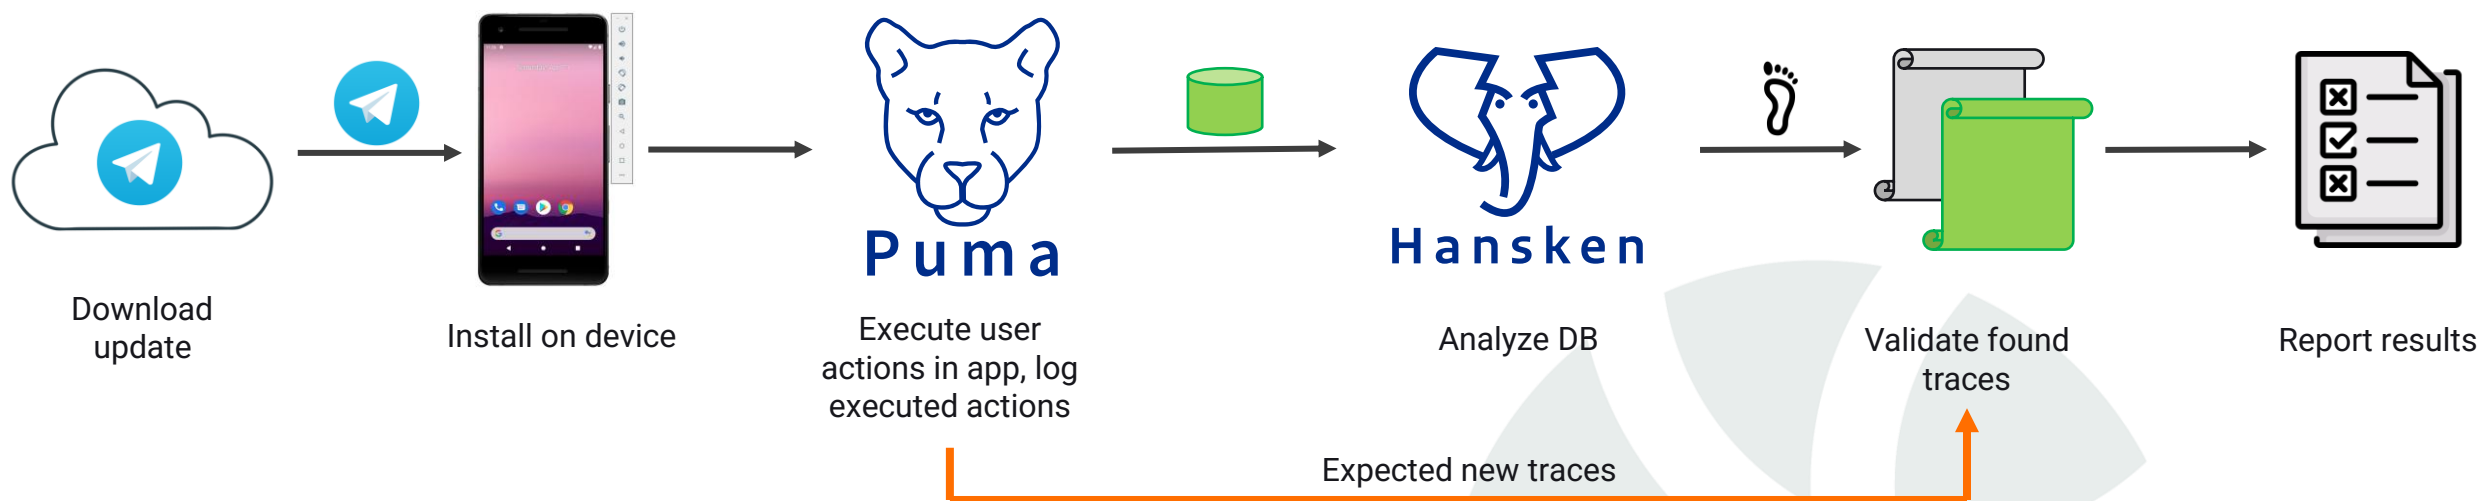 Puma
Hansken
Download
update
Install on device
Execute user
actions in app, log
executed actions
Analyze DB
Validate found
traces
Report results
Expected new traces